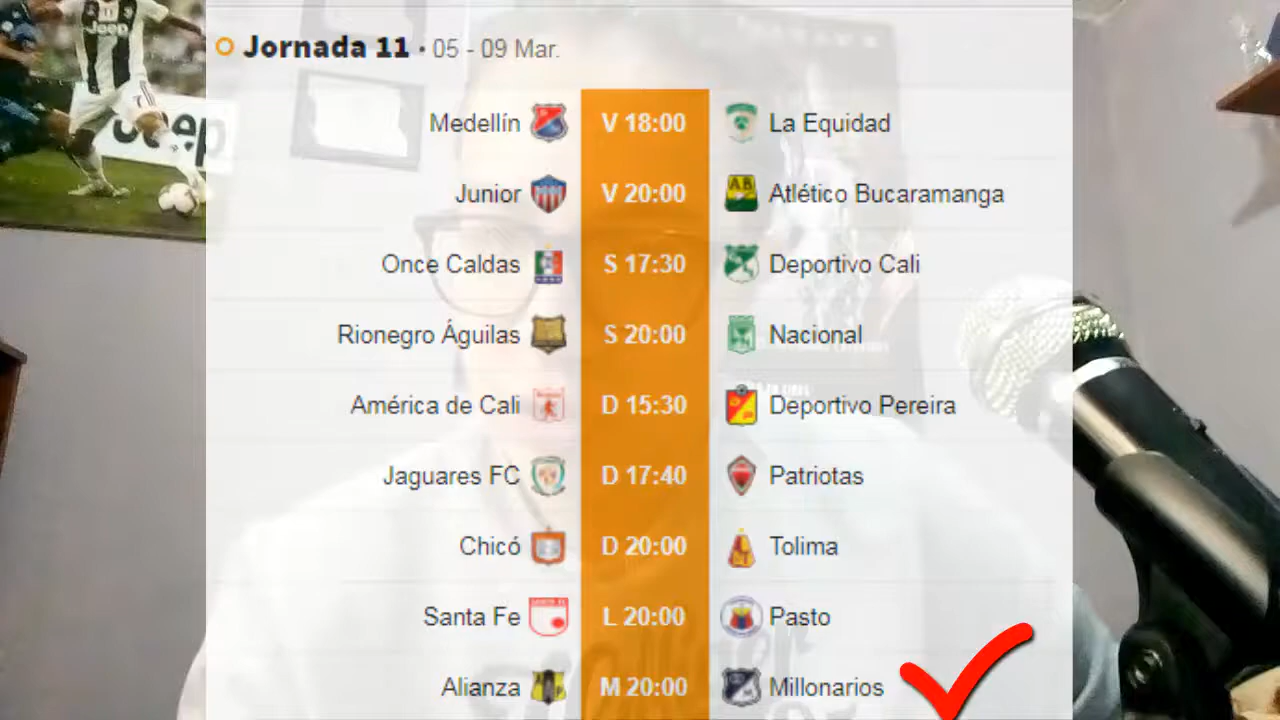 Jeep
Jeep
Jornada 11 • 05 - 09 Mar.
Medellín V 18:00 La Equidad
Junior V 20:00 Atlético Bucaramanga
Once Caldas S 17:30 Deportivo Cali
Rionegro Águilas S 20:00 Nacional
América de Cali D 15:30 Deportivo Pereira
Jaguares FC D 17:40 Patriotas
Chicó D 20:00 Tolima
Santa Fe L 20:00 Pasto
Alianza M 20:00 Millonarios